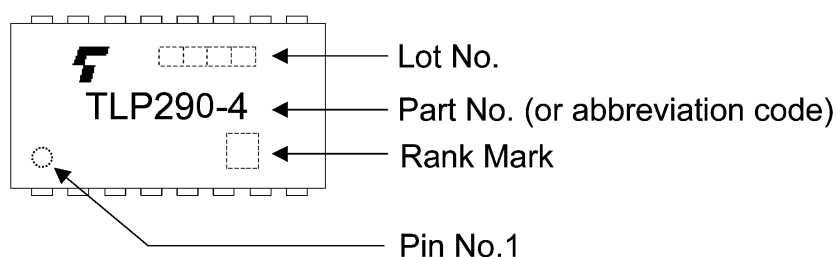 Lot No.
TLP290-4
Part No. (or abbreviation code)
Rank Mark
Pin No.1